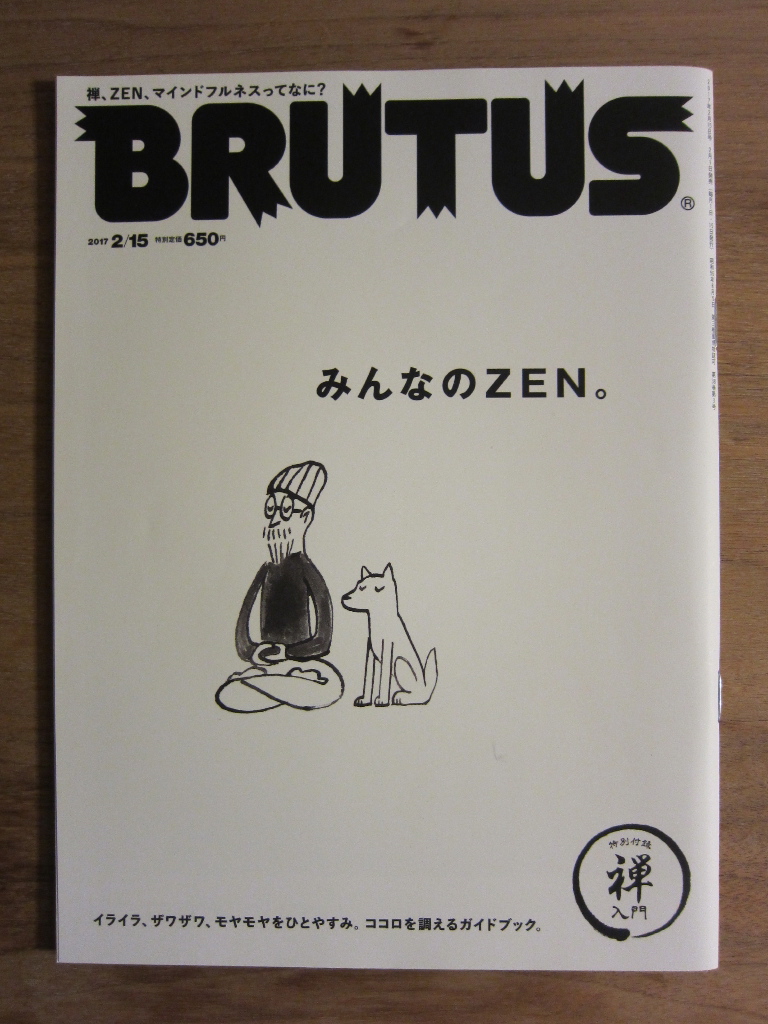 禅、ZEN、マインドフルネスってなに?
BRUTUS®
2017 2/15 特別定価650円
みんなのZEN。
特別付録
禅
入門
イライラ、ザワザワ、モヤモヤをひとやすみ。ココロを調えるガイドブック。